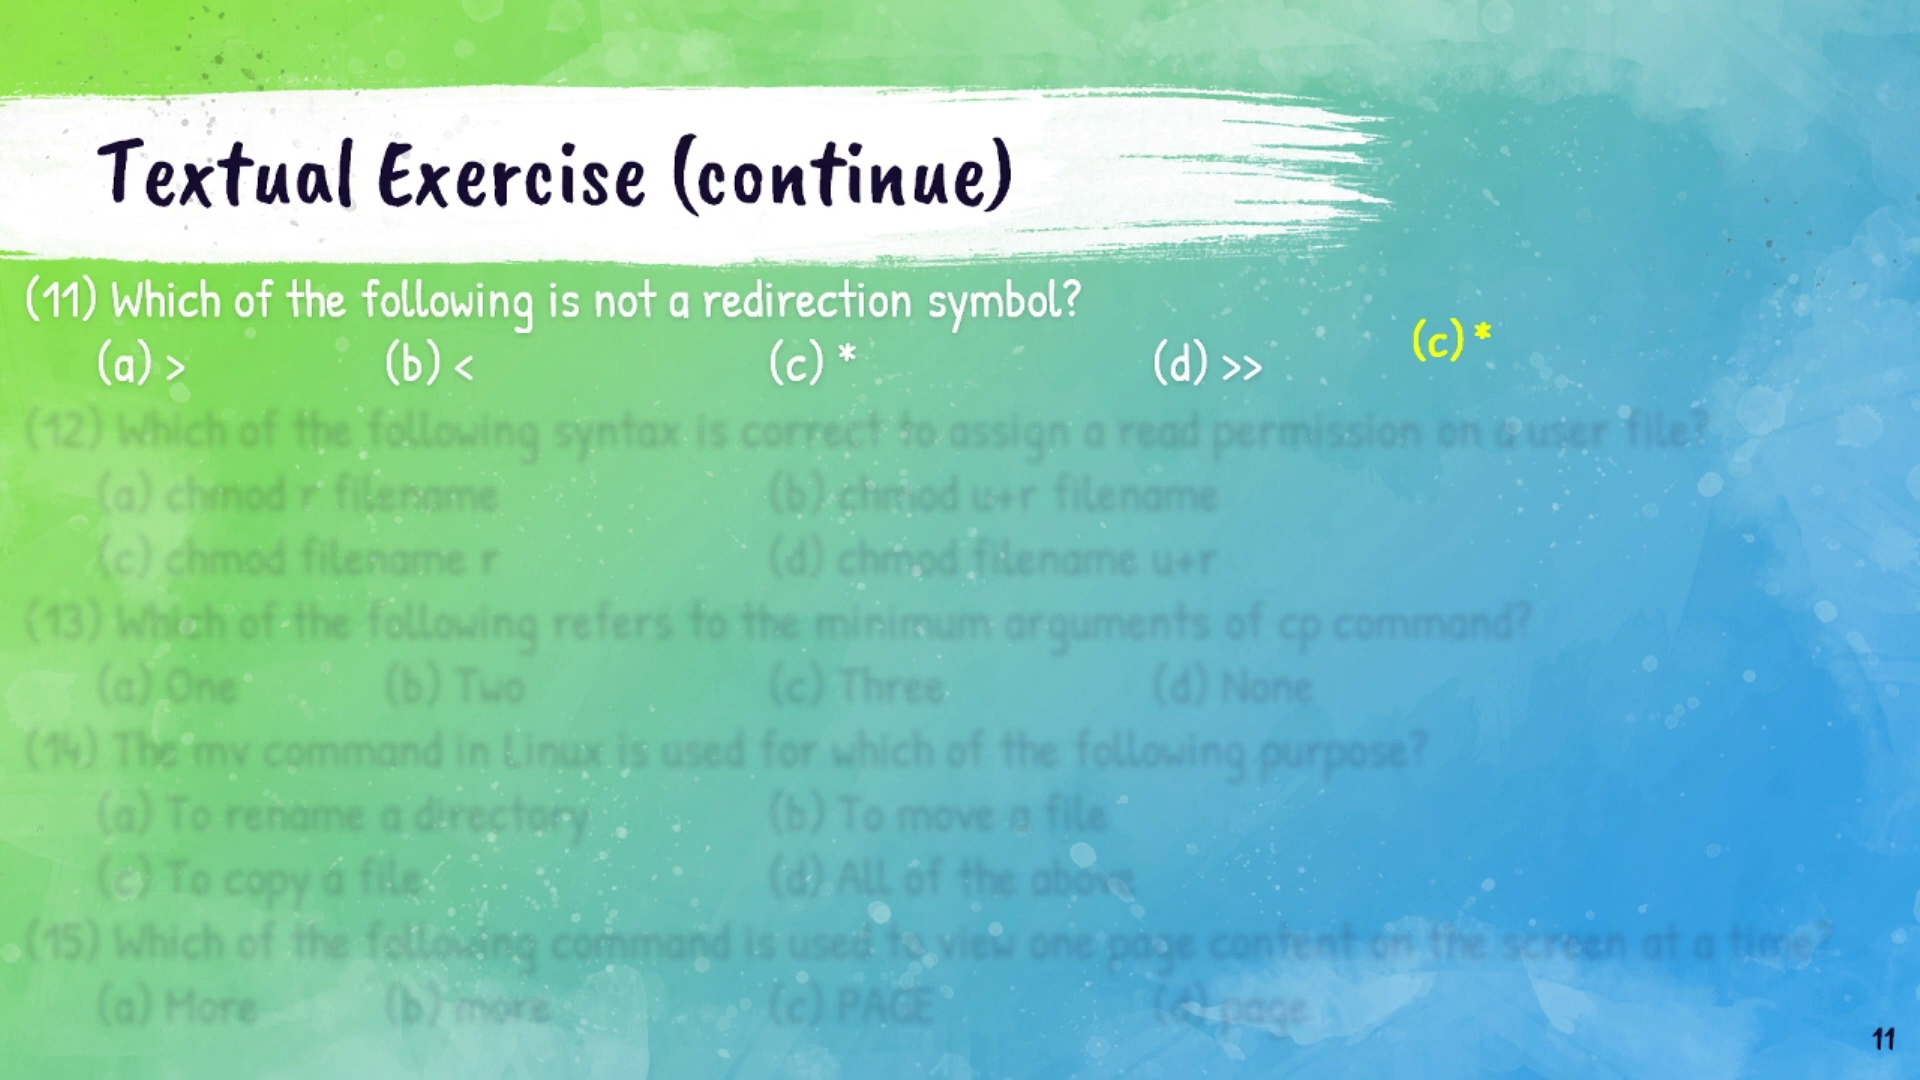 Textual Exercise (continue)
(11) Which of the following is not a redirection symbol?
(a) > (b) < (c) * (d) >> (c) *
(12) Which of the following syntax is correct to assign a read permission on a user file?
(a) chmod r filename (b) chmod u+r filename
(c) chmod filename r (d) chmod filename u+r
(13) Which of the following refers to the minimum arguments of cp command?
(a) One (b) Two (c) Three (d) None
(14) The mv command in Linux is used for which of the following purpose?
(a) To rename a directory (b) To move a file
(c) To copy a file (d) All of the above
(15) Which of the following command is used to view one page content on the screen at a time?
(a) More (b) more (c) PAGE (d) page
11